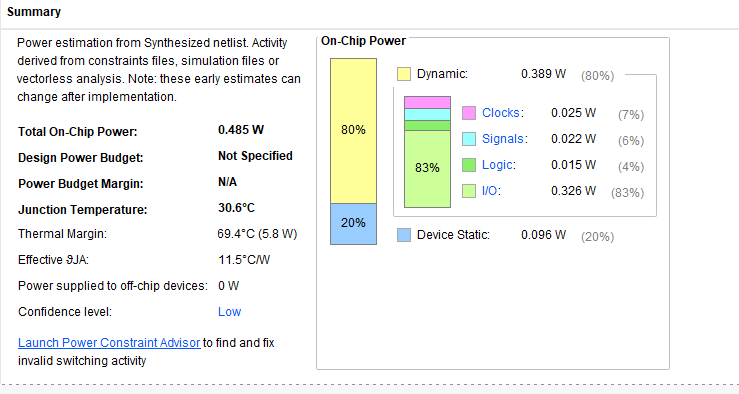 Summary
Power estimation from Synthesized netlist. Activity
derived from constraints files, simulation files or
vectorless analysis. Note: these early estimates can
change after implementation.
Total On-Chip Power: 0.485 W
Design Power Budget: Not Specified
Power Budget Margin: N/A
Junction Temperature: 30.6°C
Thermal Margin: 69.4°C (5.8 W)
Effective ϑJA: 11.5°C/W
Power supplied to off-chip devices: 0 W
Confidence level: Low
Launch Power Constraint Advisor to find and fix
invalid switching activity
On-Chip Power
80%
20%
Dynamic: 0.389 W (80%)
83%
Clocks: 0.025 W (7%)
Signals: 0.022 W (6%)
Logic: 0.015 W (4%)
I/O: 0.326 W (83%)
Device Static: 0.096 W (20%)